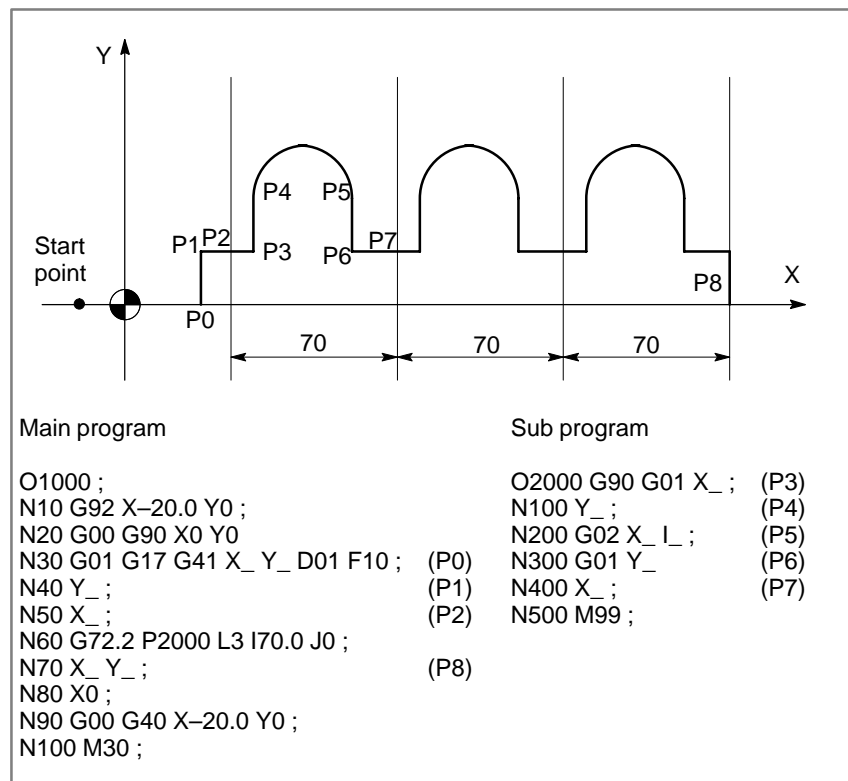 Y
P4 P5
P1 P2 P3 P6 P7
Start
point
P0
P8
X
70 70 70
Main program
O1000 ;
N10 G92 X–20.0 Y0 ;
N20 G00 G90 X0 Y0
N30 G01 G17 G41 X_ Y_ D01 F10 ; (P0)
N40 Y_ ; (P1)
N50 X_ ; (P2)
N60 G72.2 P2000 L3 I70.0 J0 ;
N70 X_ Y_ ; (P8)
N80 X0 ;
N90 G00 G40 X–20.0 Y0 ;
N100 M30 ;
Sub program
O2000 G90 G01 X_ ; (P3)
N100 Y_ ; (P4)
N200 G02 X_ I_ ; (P5)
N300 G01 Y_ (P6)
N400 X_ ; (P7)
N500 M99 ;